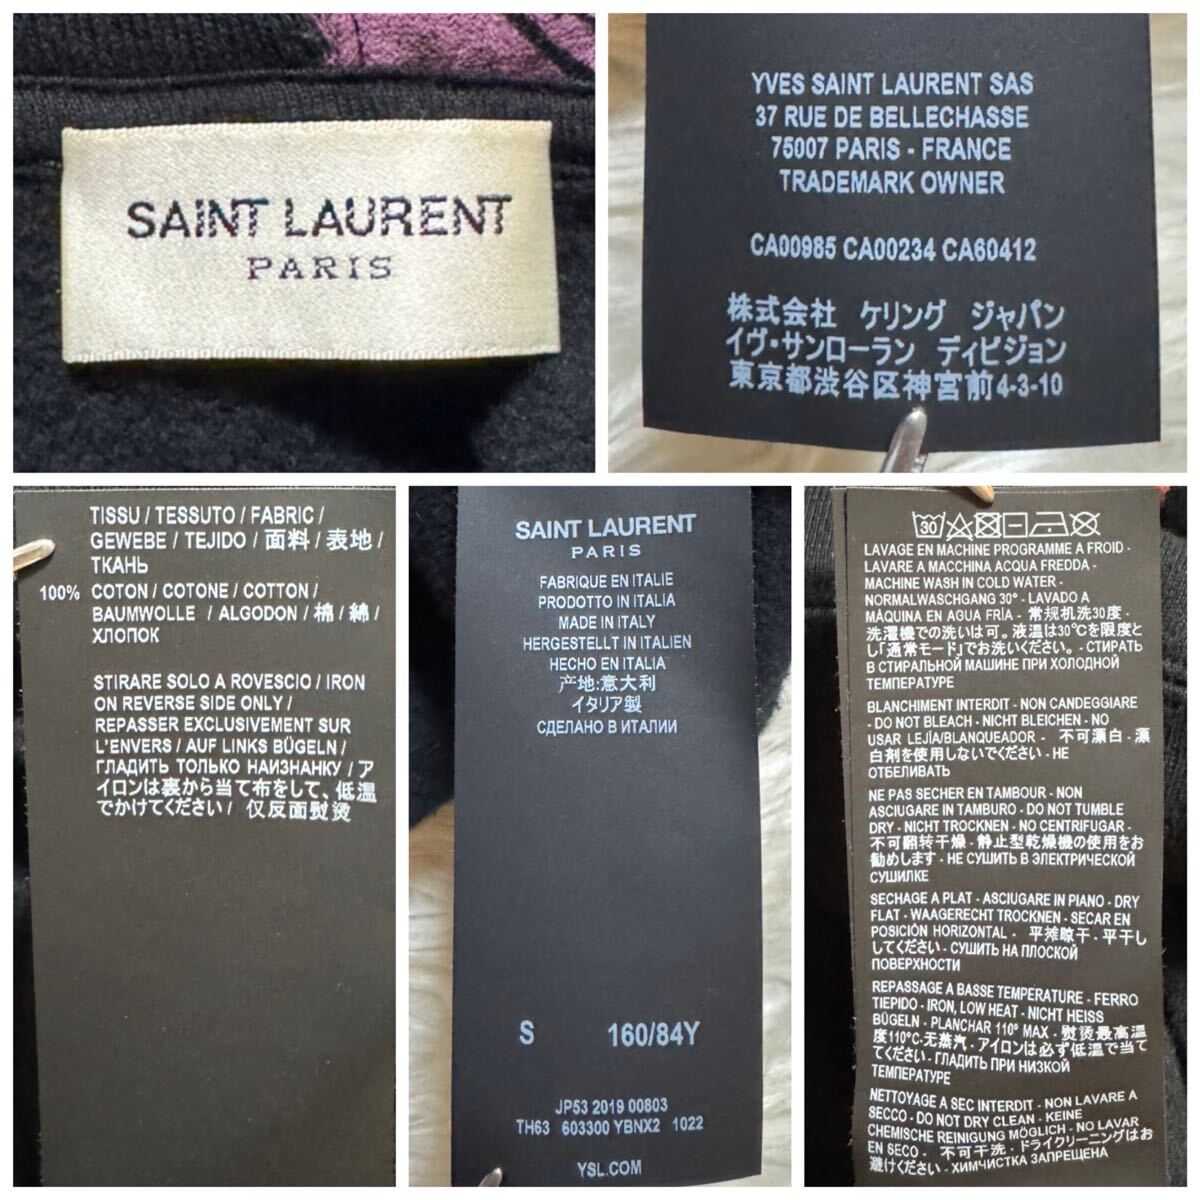 SAINT LAURENT
PARIS
YVES SAINT LAURENT SAS
37 RUE DE BELLECHASSE
75007 PARIS - FRANCE
TRADEMARK OWNER
CA00985 CA00234 CA60412
株式会社 ケリング ジャパン
イヴ・サンローラン ディビジョン
東京都渋谷区神宮前4-3-10
TISSU / TESSUTO / FABRIC /
GEWEBE / TEJIDO / 面料 / 表地 /
ТКАНЬ
100% COTON / COTONE / COTTON /
BAUMWOLLE / ALGODON / 棉 / 綿 /
ХЛОПОК
STIRARE SOLO A ROVESCIO / IRON
ON REVERSE SIDE ONLY /
REPASSER EXCLUSIVEMENT SUR
L'ENVERS / AUF LINKS BÜGELN /
ГЛАДИТЬ ТОЛЬКО НАИЗНАНКУ / ア
イロンは裏から当て布をして、低温
でかけてください / 仅反面熨烫
SAINT LAURENT
PARIS
FABRIQUE EN ITALIE
PRODOTTO IN ITALIA
MADE IN ITALY
HERGESTELLT IN ITALIEN
HECHO EN ITALIA
产地:意大利
イタリア製
СДЕЛАНО В ИТАЛИИ
S 160/84Y
JP53 2019 00803
TH63 603300 YBNX2 1022
YSL.COM
30
LAVAGE EN MACHINE PROGRAMME A FROID -
LAVARE A MACCHINA ACQUA FREDDA -
MACHINE WASH IN COLD WATER -
NORMALWASCHGANG 30° - LAVADO A
MÁQUINA EN AGUA FRÍA - 常规机洗30度 -
洗濯機での洗いは可。液温は30℃を限度と
し「通常モード」でお洗いください。 - СТИРАТЬ
В СТИРАЛЬНОЙ МАШИНЕ ПРИ ХОЛОДНОЙ
ТЕМПЕРАТУРЕ
BLANCHIMENT INTERDIT - NON CANDEGGIARE
- DO NOT BLEACH - NICHT BLEICHEN - NO
USAR LEJÍA/BLANQUEADOR - 不可漂白 - 漂
白剤を使用しないでください - НЕ
ОТБЕЛИВАТЬ
NE PAS SECHER EN TAMBOUR - NON
ASCIUGARE IN TAMBURO - DO NOT TUMBLE
DRY - NICHT TROCKNEN - NO CENTRIFUGAR -
不可翻转干燥 - 静止型乾燥機の使用をお
勧めします - НЕ СУШИТЬ В ЭЛЕКТРИЧЕСКОЙ
СУШИЛКЕ
SECHAGE A PLAT - ASCIUGARE IN PIANO - DRY
FLAT - WAAGERECHT TROCKNEN - SECAR EN
POSICIÓN HORIZONTAL - 平摊晾干 - 平干し
してください - СУШИТЬ НА ПЛОСКОЙ
ПОВЕРХНОСТИ
REPASSAGE A BASSE TEMPERATURE - FERRO
TIEPIDO - IRON, LOW HEAT - NICHT HEISS
BÜGELN - PLANCHAR 110° MAX - 熨烫最高温
度110°C-无蒸汽 - アイロンは必ず低温で当て
てください - ГЛАДИТЬ ПРИ НИЗКОЙ
ТЕМПЕРАТУРЕ
NETTOYAGE A SEC INTERDIT - NON LAVARE A
SECCO - DO NOT DRY CLEAN - KEINE
CHEMISCHE REINIGUNG MÖGLICH - NO LAVAR
EN SECO - 不可干洗 - ドライクリーニングはお
避けください - ХИМЧИСТКА ЗАПРЕЩЕНА